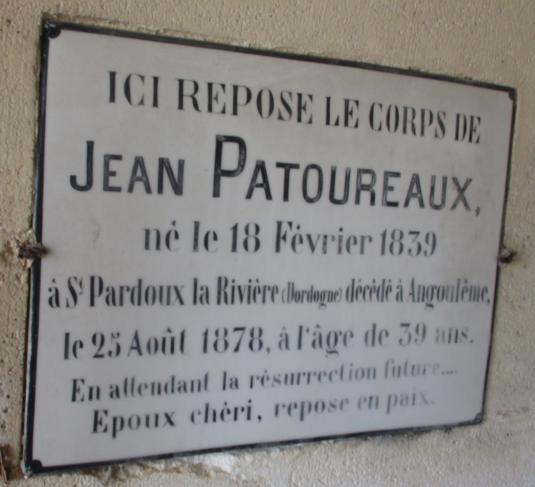 ICI REPOSE LE CORPS DE
JEAN PATOUREAUX,
né le 18 Février 1839
à St Pardoux la Rivière (Dordogne) décédé à Angoulême,
le 25 Août 1878, à l'âge de 39 ans.
En attendant la résurrection future....
Epoux chéri, repose en paix.